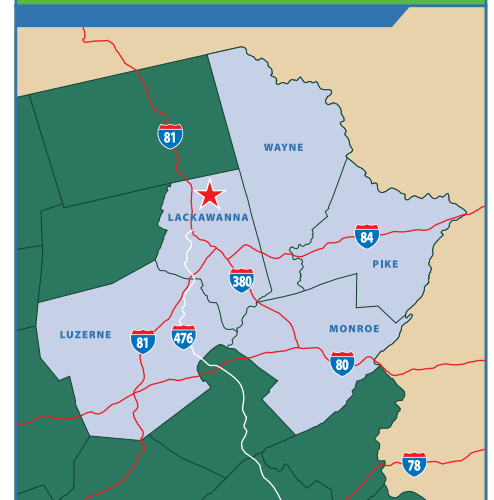 81
WAYNE
LACKAWANNA
84
PIKE
380
LUZERNE
81
476
MONROE
80
78